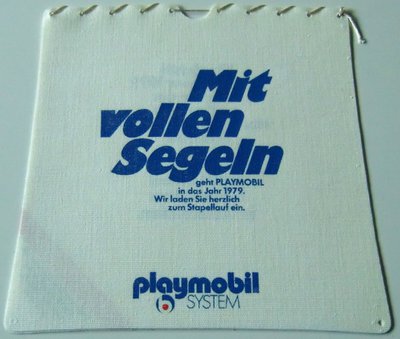 Mit
vollen
Segeln
geht PLAYMOBIL
in das Jahr 1979.
Wir laden Sie herzlich
zum Stapellauf ein.
playmobil
SYSTEM